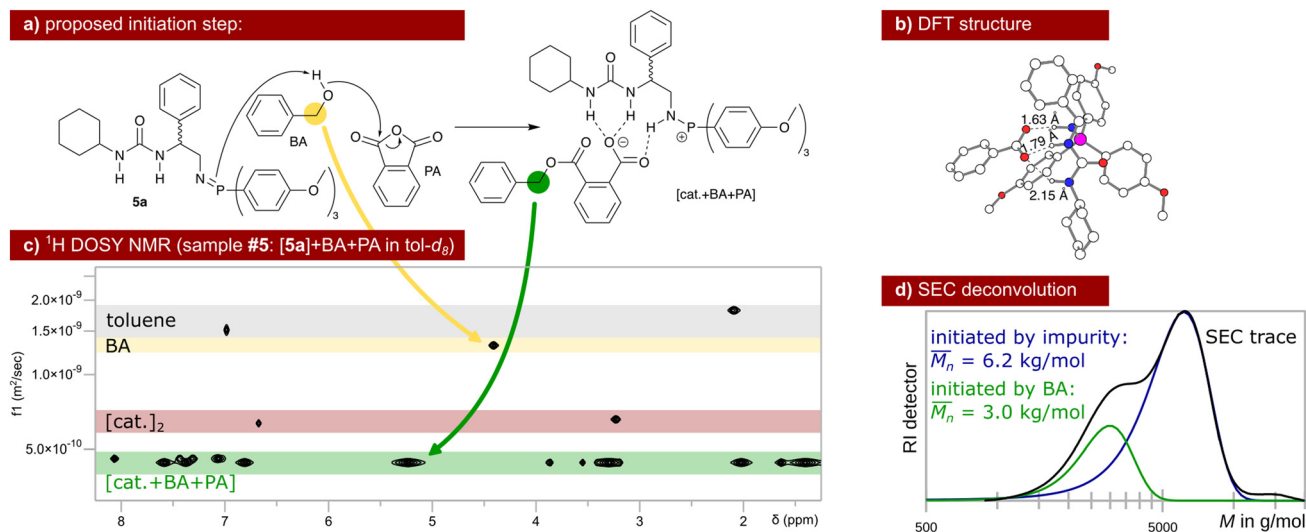 a) proposed initiation step:
b) DFT structure
H
O
BA
O
N
H
N
H
N
P
O
3
5a
O
O
O
PA
O
N
H
N
H
N
H
P
⊕
O
3
O
O
O
⊖
O
[cat.+BA+PA]
1.63 Å
1.79 Å
2.15 Å
c) ¹H DOSY NMR (sample #5: [5a]+BA+PA in tol-d₈)
f1 (m²/sec)
2.0×10⁻⁹
1.5×10⁻⁹
1.0×10⁻⁹
5.0×10⁻¹⁰
toluene
BA
[cat.]₂
[cat.+BA+PA]
8 7 6 5 4 3 2
δ (ppm)
d) SEC deconvolution
RI detector
initiated by impurity:
M̅ₙ = 6.2 kg/mol
initiated by BA:
M̅ₙ = 3.0 kg/mol
SEC trace
500 5000 M in g/mol